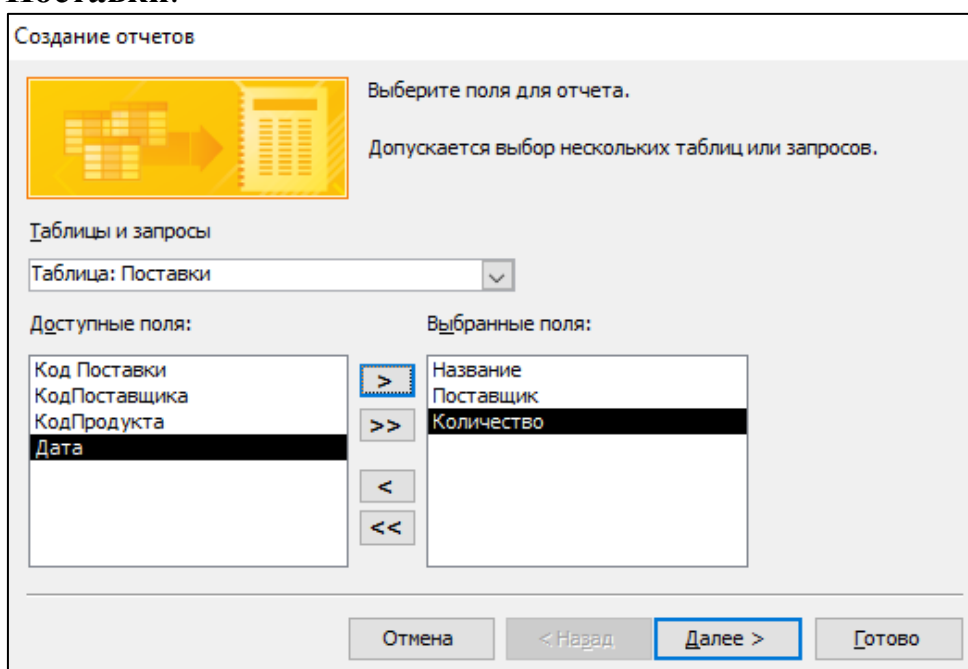 Поставки.
Создание отчетов
Выберите поля для отчета.
Допускается выбор нескольких таблиц или запросов.
Таблицы и запросы
Таблица: Поставки
Доступные поля:
Выбранные поля:
Код Поставки
КодПоставщика
КодПродукта
Дата
>
>>
<
<<
Название
Поставщик
Количество
Отмена
< Назад
Далее >
Готово